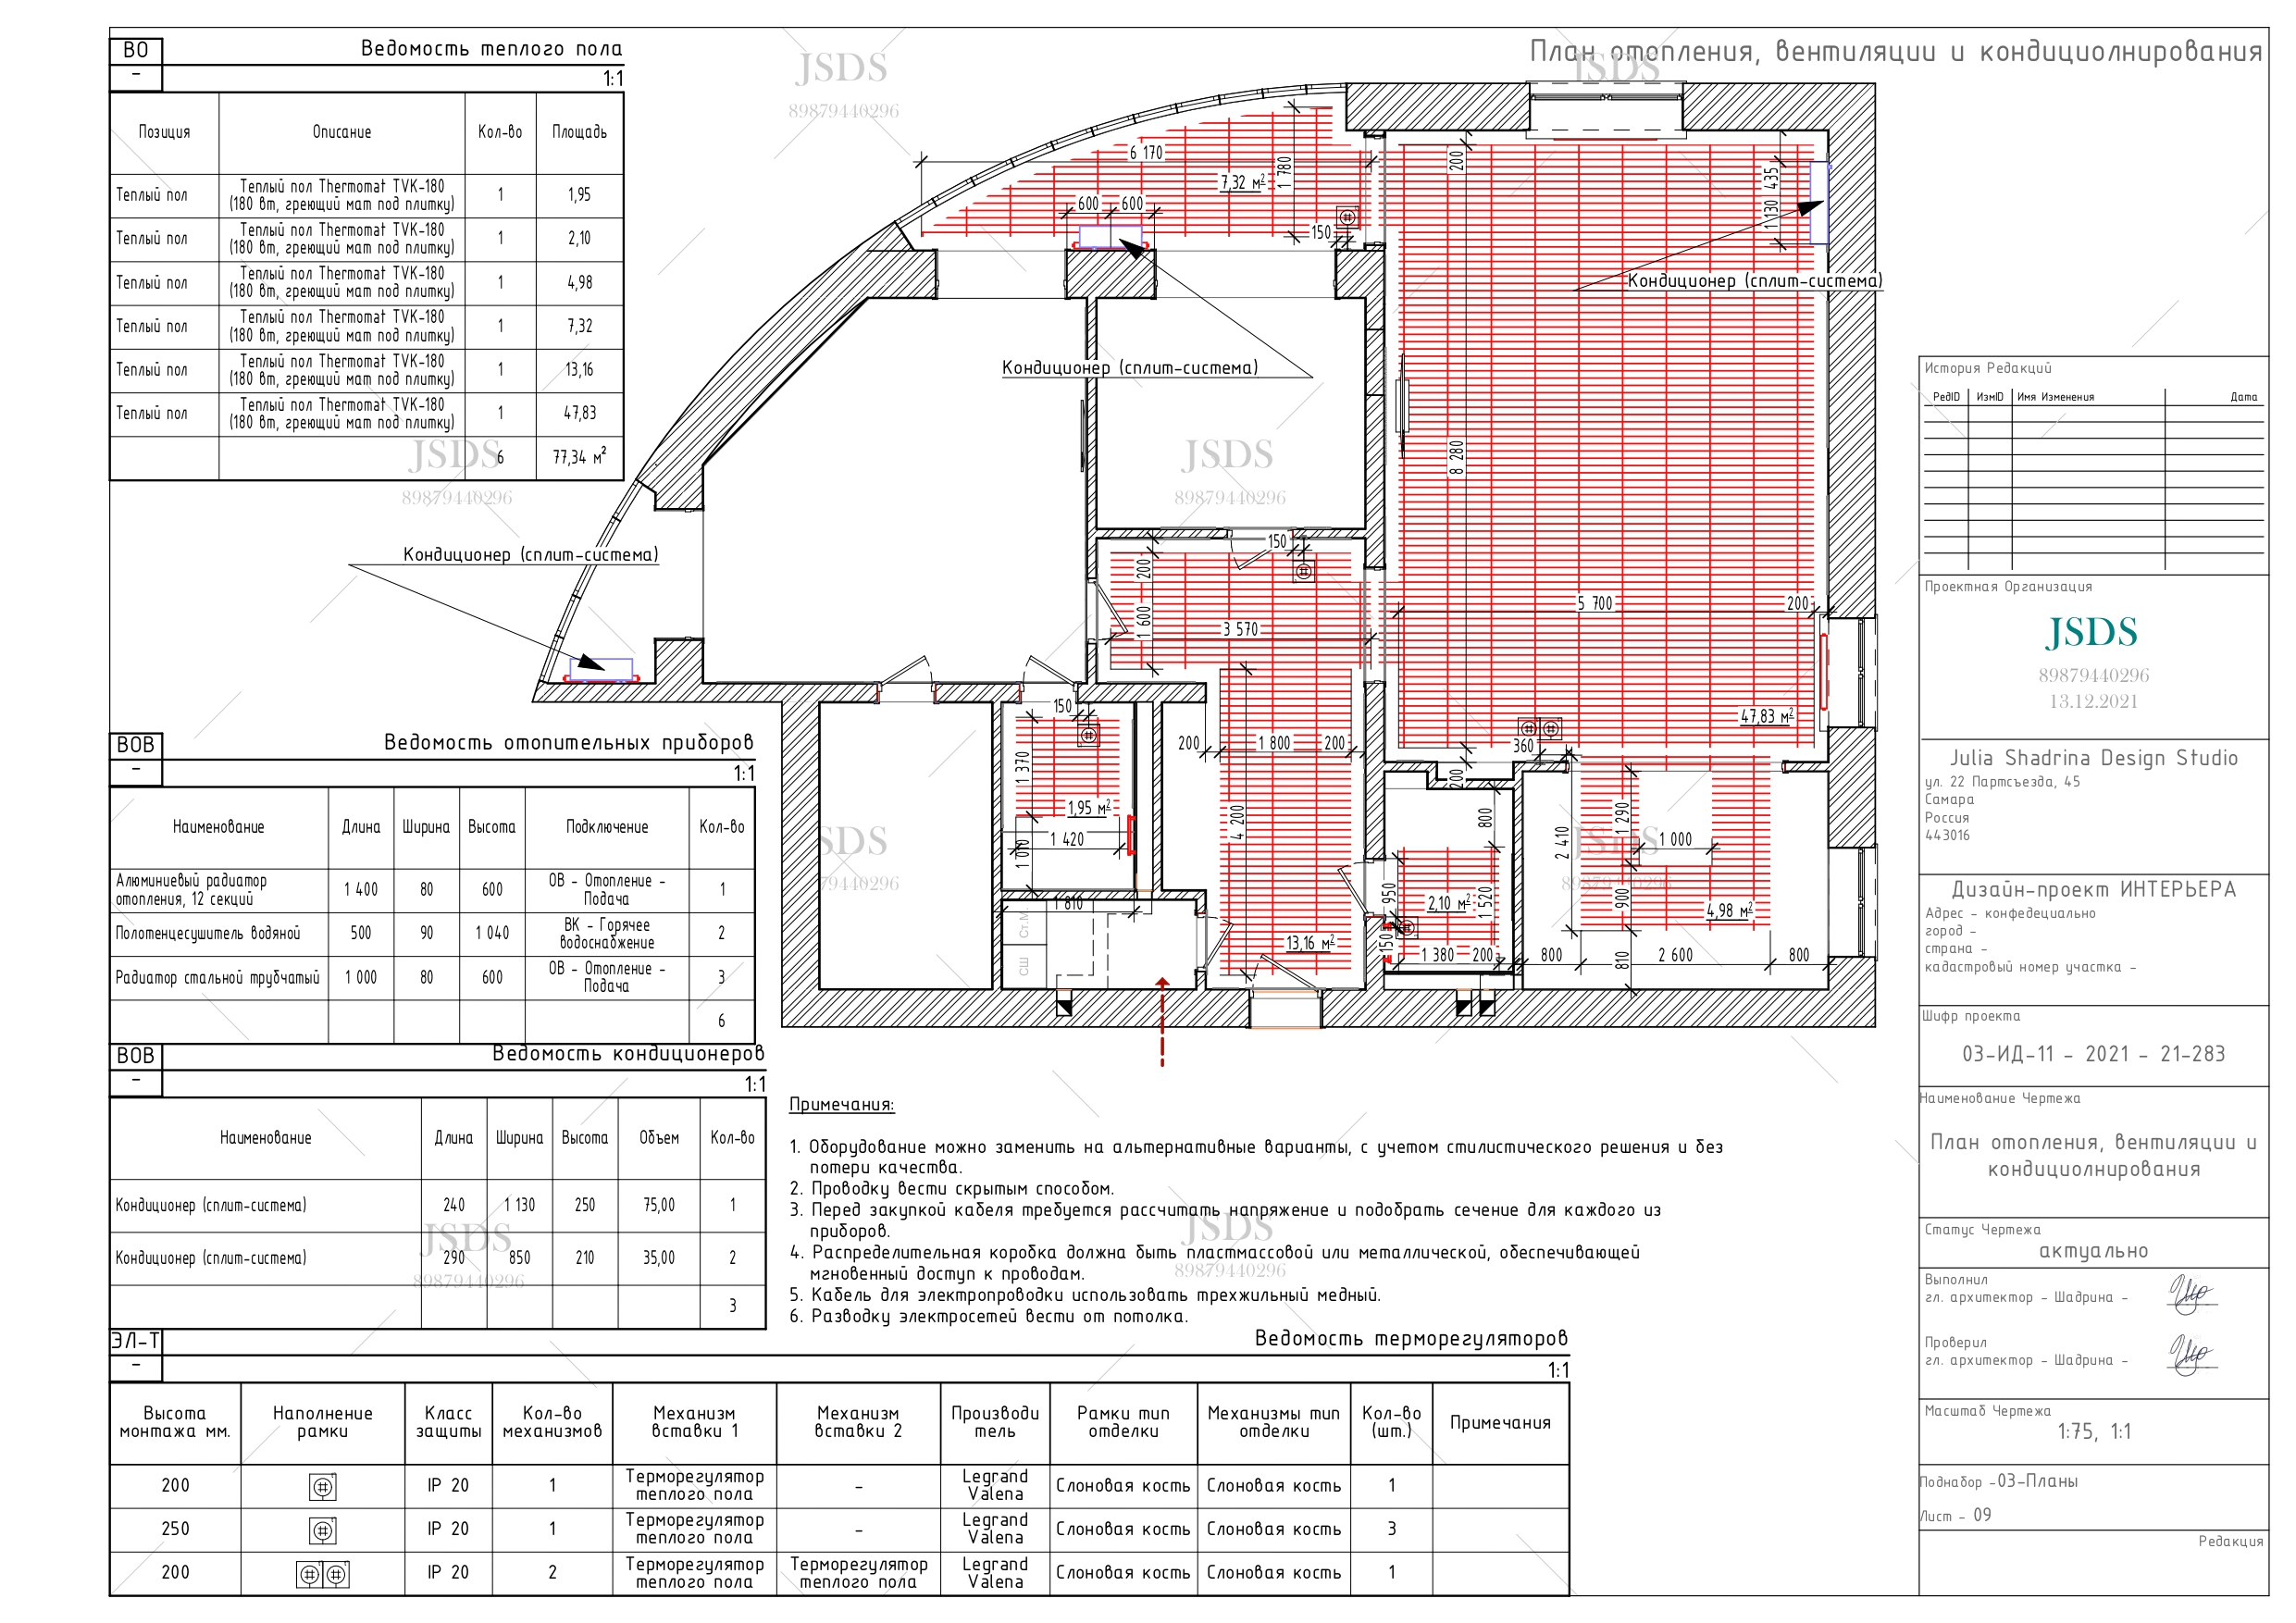 План отопления, вентиляции и кондициолнирования
ВО
-
Ведомость теплого пола
1:1
Позиция Описание Кол-во Площадь
Теплый пол Теплый пол Thermomat TVK-180 (180 вт, греющий мат под плитку) 1 1,95
Теплый пол Теплый пол Thermomat TVK-180 (180 вт, греющий мат под плитку) 1 2,10
Теплый пол Теплый пол Thermomat TVK-180 (180 вт, греющий мат под плитку) 1 4,98
Теплый пол Теплый пол Thermomat TVK-180 (180 вт, греющий мат под плитку) 1 7,32
Теплый пол Теплый пол Thermomat TVK-180 (180 вт, греющий мат под плитку) 1 13,16
Теплый пол Теплый пол Thermomat TVK-180 (180 вт, греющий мат под плитку) 1 47,83
6 77,34 м²
JSDS
89879440296
6 170
1 780
7,32 м²
600 600
150
200
435
1 130
Кондиционер (сплит-система)
Кондиционер (сплит-система)
Кондиционер (сплит-система)
8 280
150
200
1 600
3 570
5 700 200
47,83 м²
360
200
150
1 370
1,95 м²
1 420
1 010
1 810
Ст.М
СШ
200 1 800 200
4 200
13,16 м²
800
950
2,10 м²
1 520
150
1 380 200
2 410
1 290
1 000
900
4,98 м²
800 2 600 800
810
ВОВ
-
Ведомость отопительных приборов
1:1
Наименование Длина Ширина Высота Подключение Кол-во
Алюминиевый радиатор отопления, 12 секций 1 400 80 600 ОВ - Отопление - Подача 1
Полотенцесушитель водяной 500 90 1 040 ВК - Горячее водоснабжение 2
Радиатор стальной трубчатый 1 000 80 600 ОВ - Отопление - Подача 3
6
ВОВ
-
Ведомость кондиционеров
1:1
Наименование Длина Ширина Высота Объем Кол-во
Кондиционер (сплит-система) 240 1 130 250 75,00 1
Кондиционер (сплит-система) 290 850 210 35,00 2
3
Примечания:
1. Оборудование можно заменить на альтернативные варианты, с учетом стилистического решения и без
потери качества.
2. Проводку вести скрытым способом.
3. Перед закупкой кабеля требуется рассчитать напряжение и подобрать сечение для каждого из
приборов.
4. Распределительная коробка должна быть пластмассовой или металлической, обеспечивающей
мгновенный доступ к проводам.
5. Кабель для электропроводки использовать трехжильный медный.
6. Разводку электросетей вести от потолка.
ЭЛ-Т
-
Ведомость терморегуляторов
1:1
Высота монтажа мм. Наполнение рамки Класс защиты Кол-во механизмов Механизм вставки 1 Механизм вставки 2 Производи тель Рамки тип отделки Механизмы тип отделки Кол-во (шт.) Примечания
200 IP 20 1 Терморегулятор теплого пола - Legrand Valena Слоновая кость Слоновая кость 1
250 IP 20 1 Терморегулятор теплого пола - Legrand Valena Слоновая кость Слоновая кость 3
200 IP 20 2 Терморегулятор теплого пола Терморегулятор теплого пола Legrand Valena Слоновая кость Слоновая кость 1
История Редакций
РедID ИзмID Имя Изменения Дата
Проектная Организация
JSDS
89879440296
13.12.2021
Julia Shadrina Design Studio
ул. 22 Партсъезда, 45
Самара
Россия
443016
Дизайн-проект ИНТЕРЬЕРА
Адрес - конфедециально
город -
страна -
кадастровый номер участка -
Шифр проекта
03-ИД-11 - 2021 - 21-283
Наименование Чертежа
План отопления, вентиляции и
кондициолнирования
Статус Чертежа
актуально
Выполнил
гл. архитектор - Шадрина -
Проверил
гл. архитектор - Шадрина -
Масштаб Чертежа
1:75, 1:1
Поднабор -03-Планы
Лист - 09
Редакция